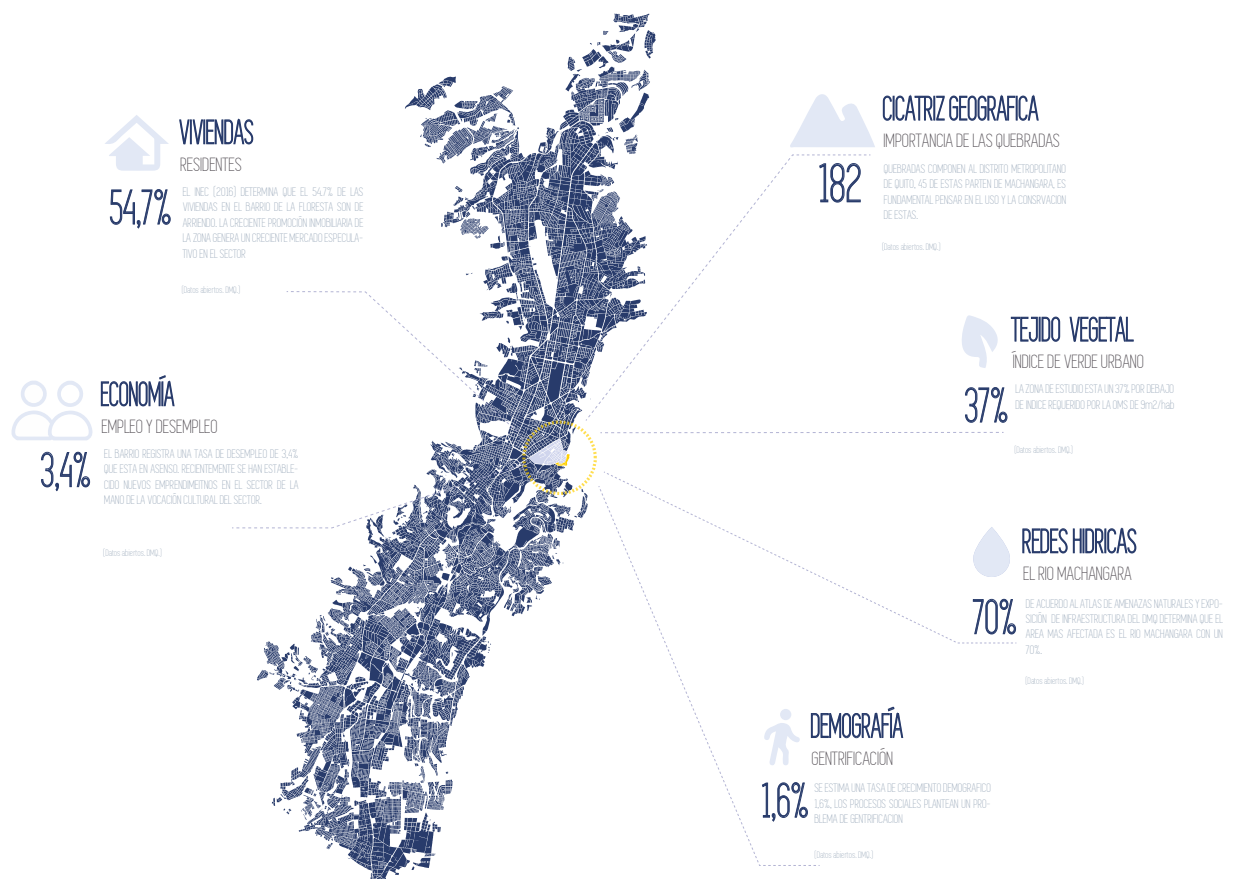 VIVIENDAS
RESIDENTES
54,7%
EL INEC (2016) DETERMINA QUE EL 54,7% DE LAS
VIVIENDAS EN EL BARRIO DE LA FLORESTA SON DE
ARRIENDO. LA CRECIENTE PROMOCIÓN INMOBILIARIA DE
LA ZONA GENERA UN CRECIENTE MERCADO ESPECULA-
TIVO EN EL SECTOR
(Datos abiertos. DMQ.)
ECONOMÍA
EMPLEO Y DESEMPLEO
3,4%
EL BARRIO REGISTRA UNA TASA DE DESEMPLEO DE 3,4%
QUE ESTA EN ASENSO. RECIENTEMENTE SE HAN ESTABLE-
CIDO NUEVOS EMPRENDIMEITNOS EN EL SECTOR DE LA
MANO DE LA VOCACIÓN CULTURAL DEL SECTOR.
(Datos abiertos. DMQ.)
CICATRIZ GEOGRAFICA
IMPORTANCIA DE LAS QUEBRADAS
182
QUEBRADAS COMPONEN AL DISTRITO METROPOLITANO
DE QUITO, 45 DE ESTAS PARTEN DE MACHANGARA, ES
FUNDAMENTAL PENSAR EN EL USO Y LA CONSRVACION
DE ESTAS.
(Datos abiertos. DMQ.)
TEJIDO VEGETAL
ÍNDICE DE VERDE URBANO
37%
LA ZONA DE ESTUDIO ESTA UN 37% POR DEBAJO
DE INDICE REQUERIDO POR LA OMS DE 9m2/hab
(Datos abiertos. DMQ.)
REDES HIDRICAS
EL RIO MACHANGARA
70%
DE ACUERDO AL ATLAS DE AMENAZAS NATURALES Y EXPO-
SICIÓN DE INFRAESTRUCTURA DEL DMQ DETERMINA QUE EL
AREA MAS AFECTADA ES EL RIO MACHANGARA CON UN
70%.
(Datos abiertos. DMQ.)
DEMOGRAFÍA
GENTRIFICACIÓN
1,6%
SE ESTIMA UNA TASA DE CRECIMIENTO DEMOGRAFICO
1,6%, LOS PROCESOS SOCIALES PLANTEAN UN PRO-
BLEMA DE GENTRIFICACION
(Datos abiertos. DMQ.)